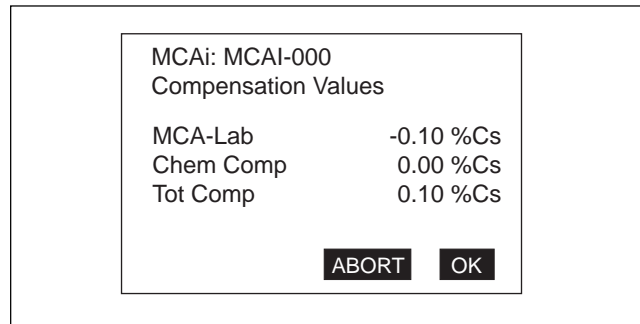 MCAi: MCAI-000
Compensation Values
MCA-Lab -0.10 %Cs
Chem Comp 0.00 %Cs
Tot Comp 0.10 %Cs
ABORT OK